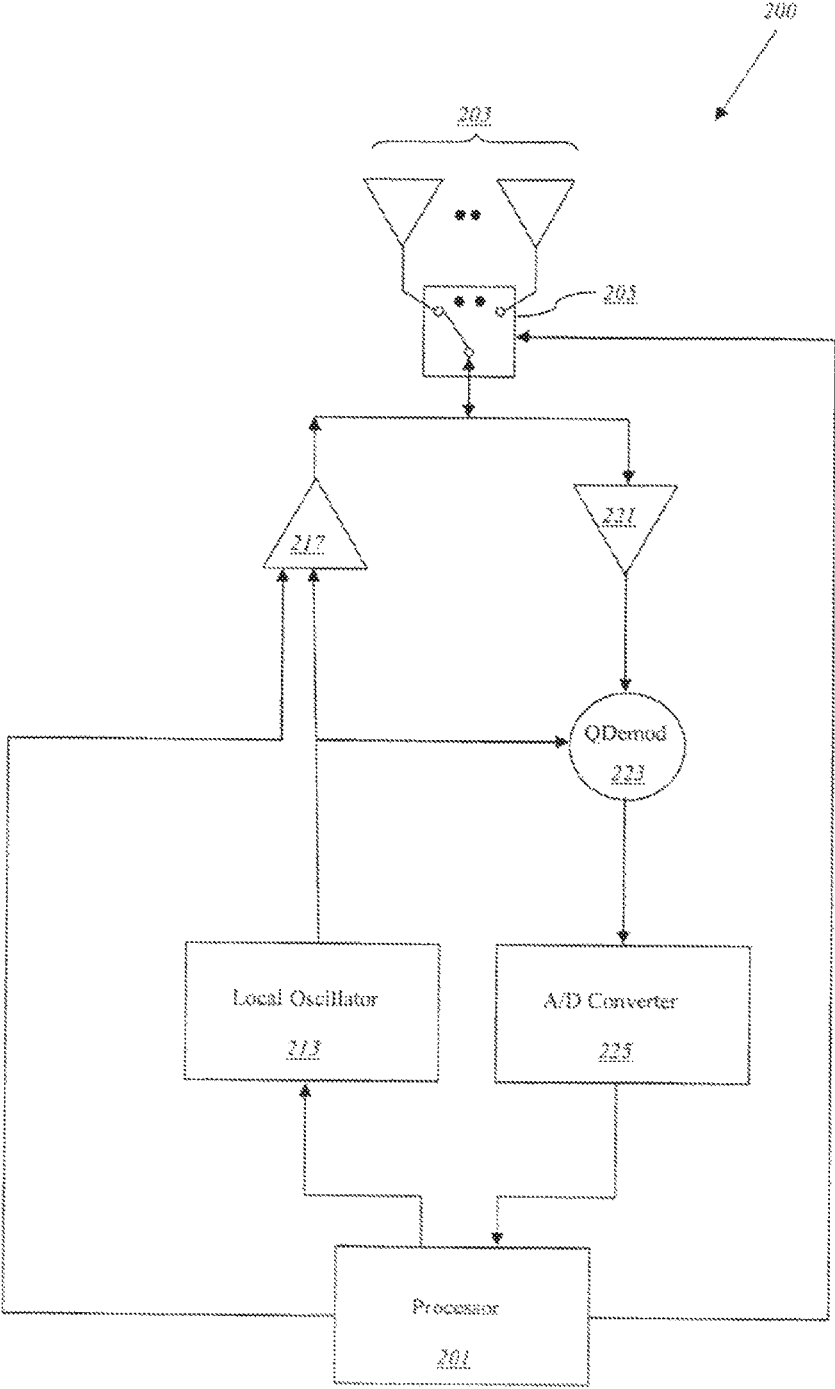 200
203
205
217
221
QDemod
223
Local Oscillator
213
A/D Converter
225
Processor
201